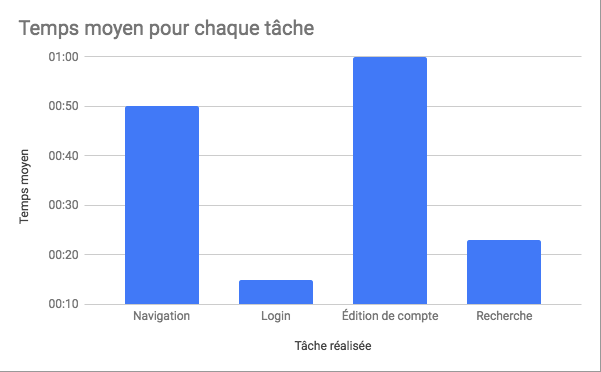 Temps moyen pour chaque tâche
Temps moyen
01:00
00:50
00:40
00:30
00:20
00:10
Navigation Login Édition de compte Recherche
Tâche réalisée